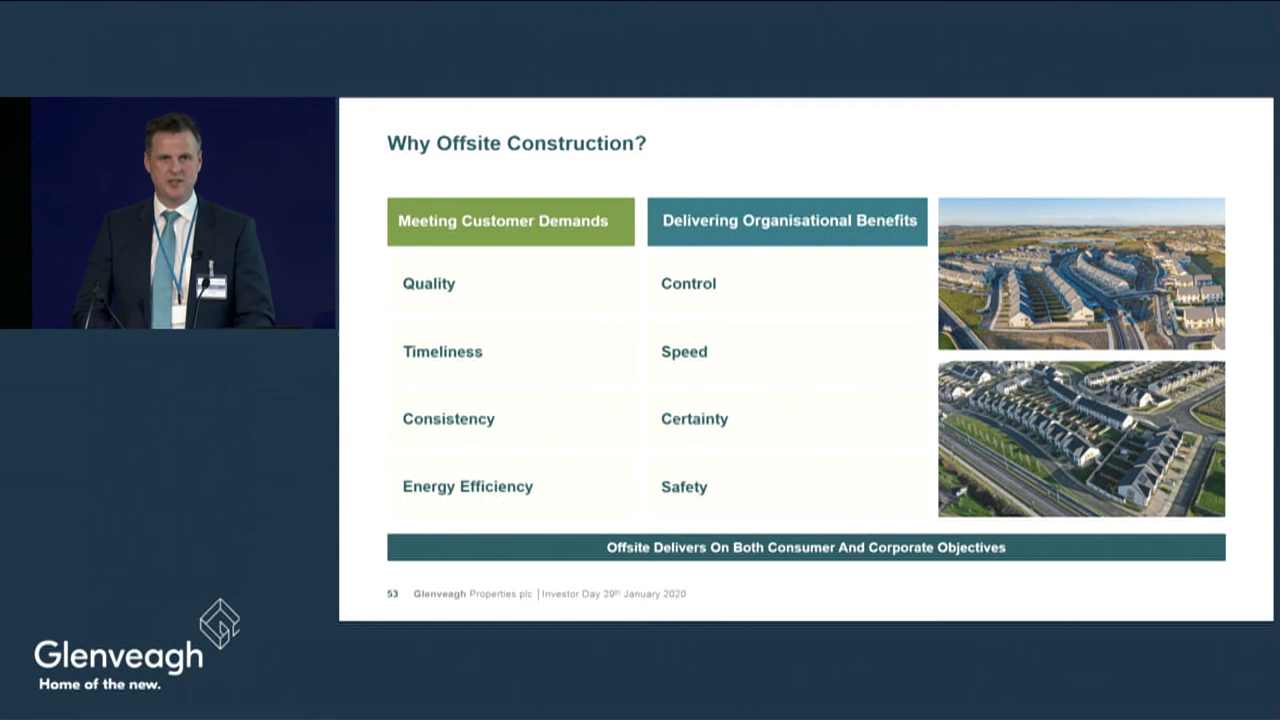 Why Offsite Construction?
Meeting Customer Demands
Delivering Organisational Benefits
Quality
Control
Timeliness
Speed
Consistency
Certainty
Energy Efficiency
Safety
Offsite Delivers On Both Consumer And Corporate Objectives
53 Glenveagh Properties plc | Investor Day 29th January 2020
Glenveagh
Home of the new.